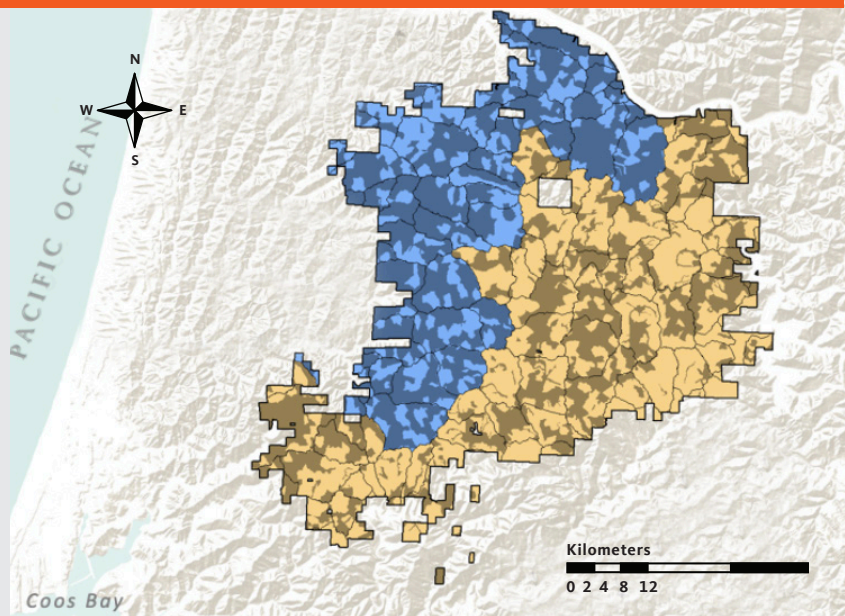 N
W E
S
PACIFIC OCEAN
Kilometers
0 2 4 8 12
Coos Bay